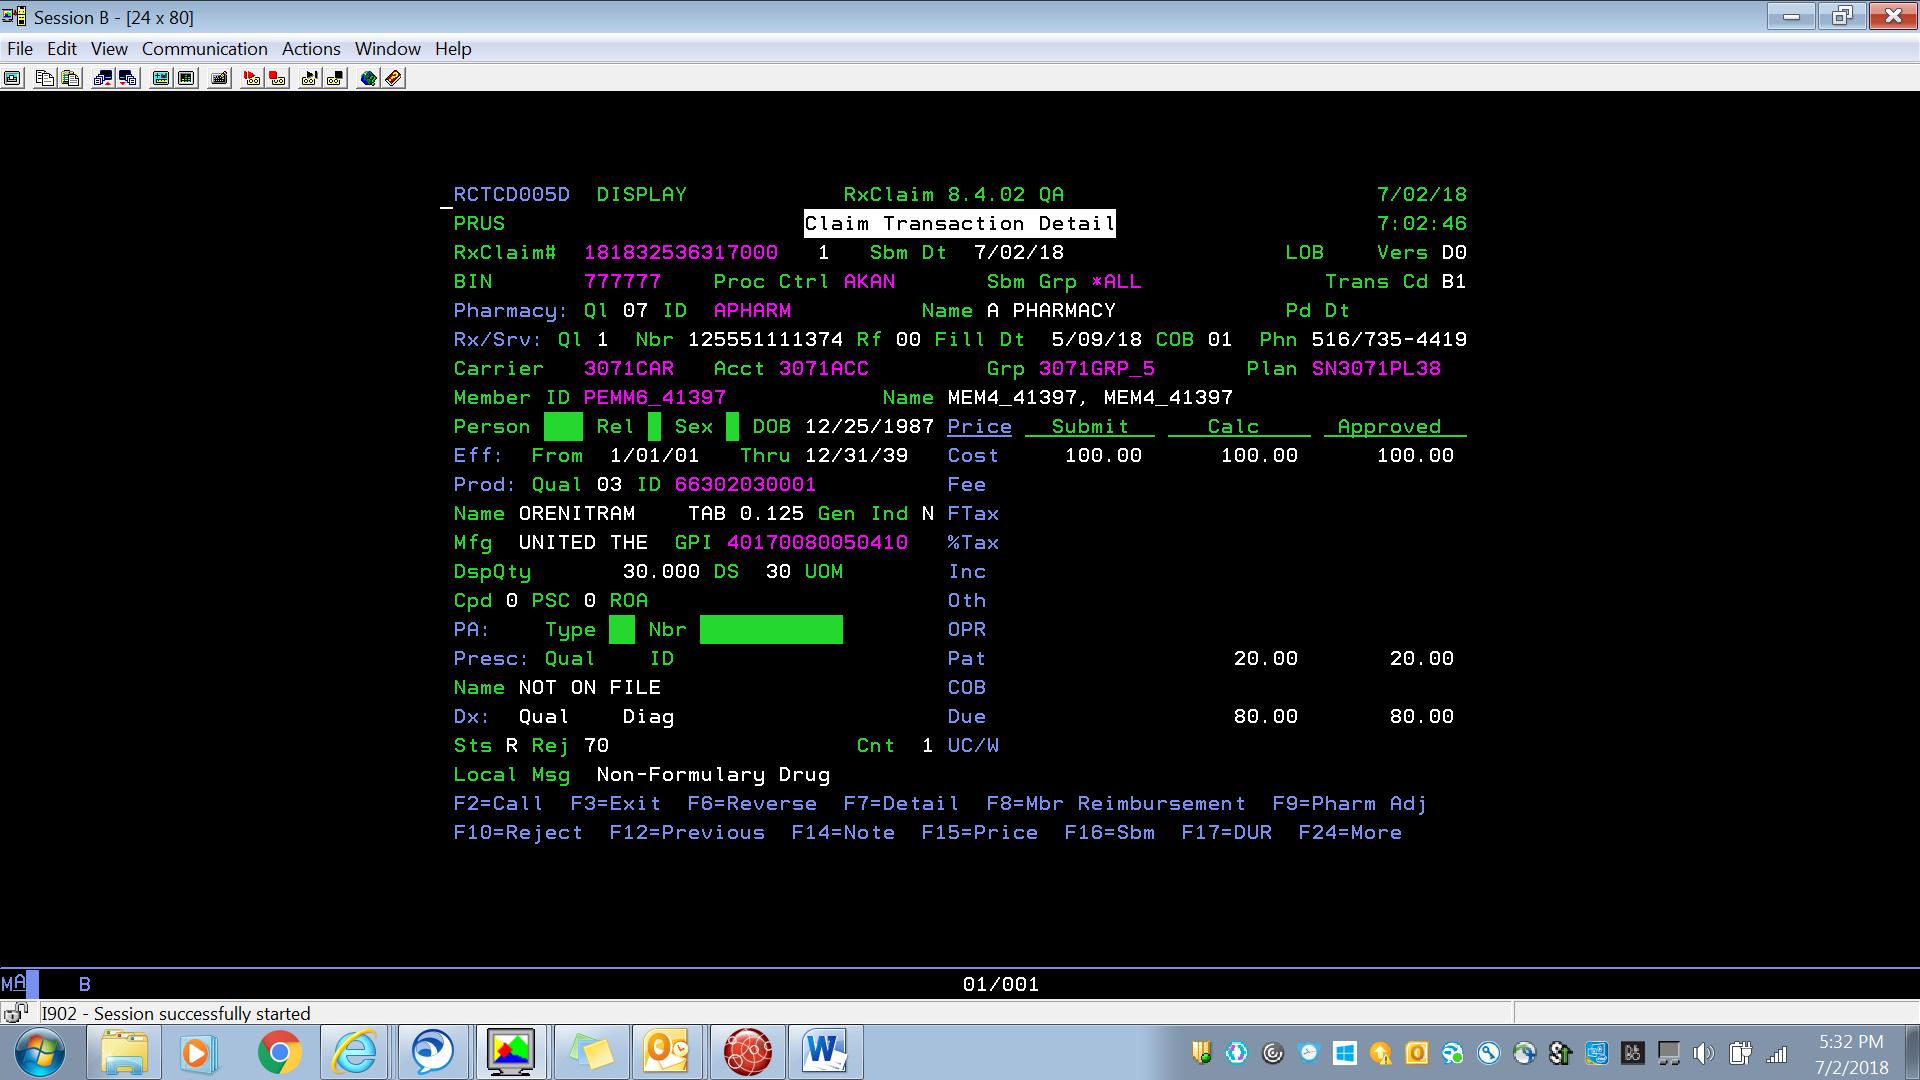 Session B - [24 x 80]
File Edit View Communication Actions Window Help
RCTCD005D DISPLAY RxClaim 8.4.02 QA 7/02/18
PRUS Claim Transaction Detail 7:02:46
RxClaim# 181832536317000 1 Sbm Dt 7/02/18 LOB Vers D0
BIN 777777 Proc Ctrl AKAN Sbm Grp *ALL Trans Cd B1
Pharmacy: Ql 07 ID APHARM Name A PHARMACY Pd Dt
Rx/Srv: Ql 1 Nbr 125551111374 Rf 00 Fill Dt 5/09/18 COB 01 Phn 516/735-4419
Carrier 3071CAR Acct 3071ACC Grp 3071GRP_5 Plan SN3071PL38
Member ID PEMM6_41397 Name MEM4_41397, MEM4_41397
Person Rel Sex DOB 12/25/1987 Price Submit Calc Approved
Eff: From 1/01/01 Thru 12/31/39 Cost 100.00 100.00 100.00
Prod: Qual 03 ID 66302030001 Fee
Name ORENITRAM TAB 0.125 Gen Ind N FTax
Mfg UNITED THE GPI 40170080050410 %Tax
DspQty 30.000 DS 30 UOM Inc
Cpd 0 PSC 0 ROA Oth
PA: Type Nbr OPR
Presc: Qual ID Pat 20.00 20.00
Name NOT ON FILE COB
Dx: Qual Diag Due 80.00 80.00
Sts R Rej 70 Cnt 1 UC/W
Local Msg Non-Formulary Drug
F2=Call F3=Exit F6=Reverse F7=Detail F8=Mbr Reimbursement F9=Pharm Adj
F10=Reject F12=Previous F14=Note F15=Price F16=Sbm F17=DUR F24=More
MA B 01/001
I902 - Session successfully started
5:32 PM
7/2/2018